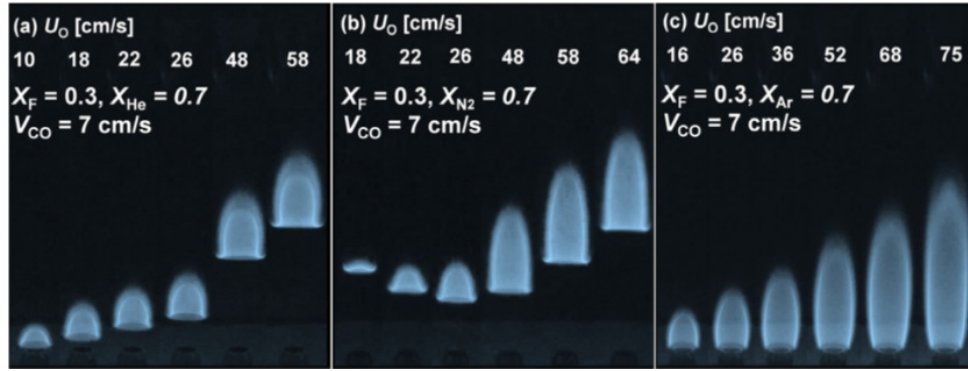 (a) U_O [cm/s]
10 18 22 26 48 58
X_F = 0.3, X_He = 0.7
V_CO = 7 cm/s
(b) U_O [cm/s]
18 22 26 48 58 64
X_F = 0.3, X_N2 = 0.7
V_CO = 7 cm/s
(c) U_O [cm/s]
16 26 36 52 68 75
X_F = 0.3, X_Ar = 0.7
V_CO = 7 cm/s